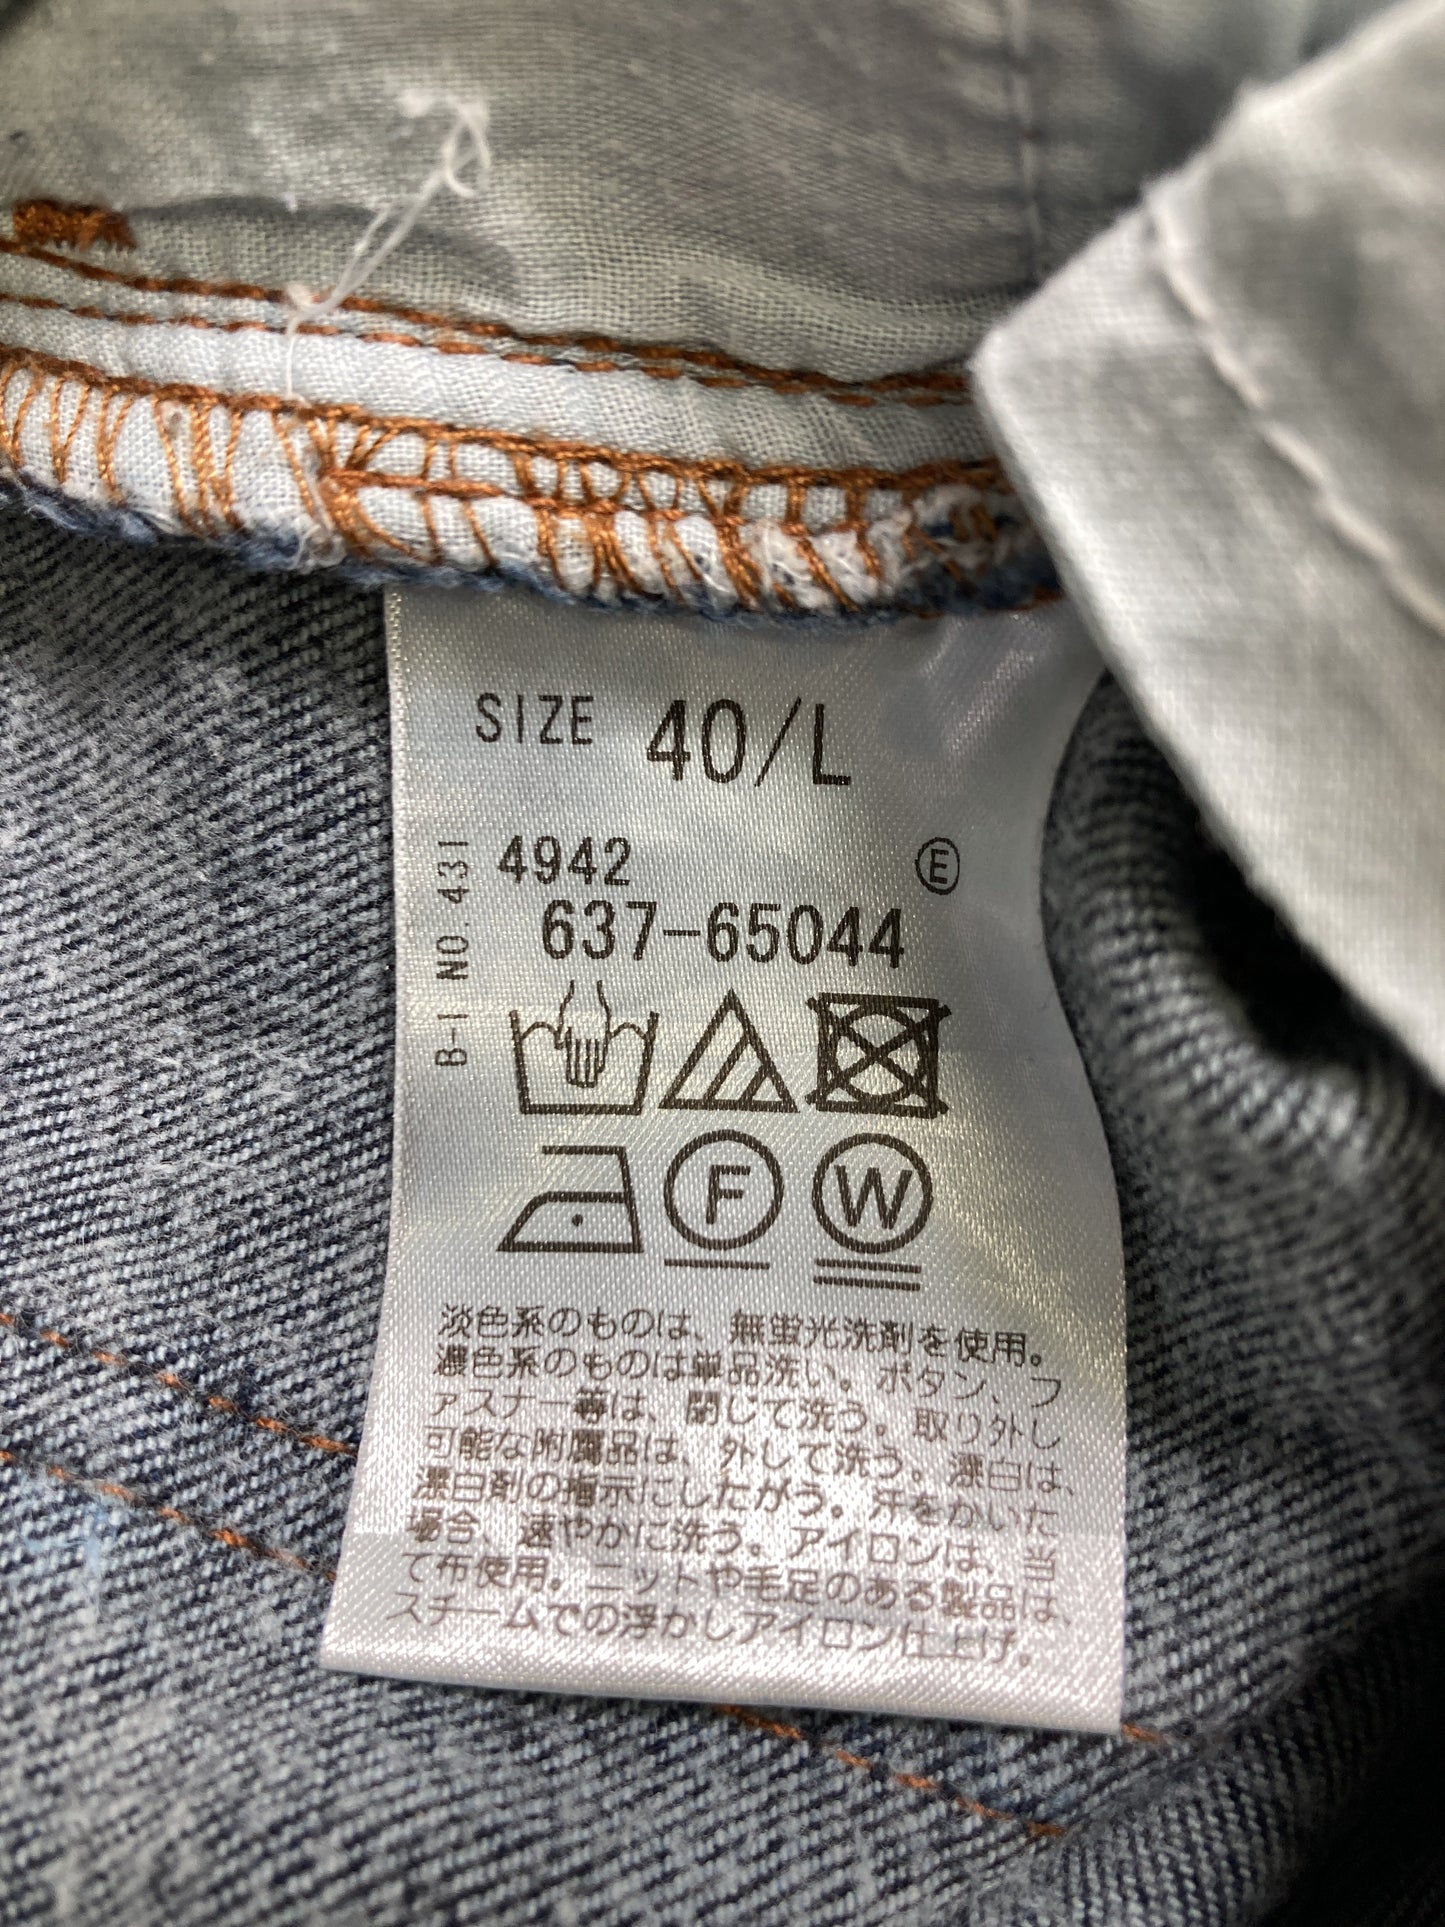 SIZE 40/L
4942 Ⓔ
637-65044
B-1 NO.431
F W
淡色系のものは、無蛍光洗剤を使用。
濃色系のものは単品洗い。ボタン、フ
ァスナー等は、閉じて洗う。取り外し
可能な附属品は、外して洗う。漂白は、
漂白剤の指示にしたがう。汗をかいた
場合、速やかに洗う。アイロンは、当
て布使用。ニットや毛足のある製品は、
スチームでの浮かしアイロン仕上げ。